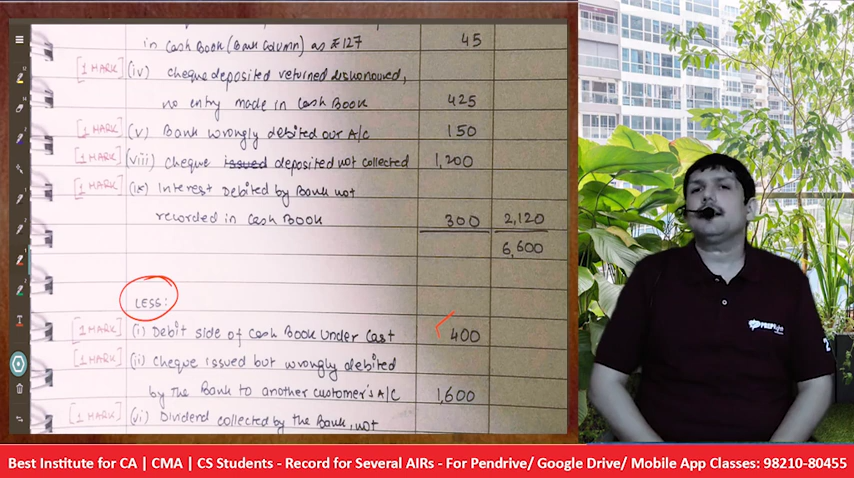 in Cash Book (Bank Column) as ₹127 45
[1 MARK] (iv) Cheque deposited returned dishonoured,
no entry made in Cash Book 425
[1 MARK] (v) Bank wrongly debited our A/C 150
[1 MARK] (viii) Cheque issued deposited not collected 1,200
[1 MARK] (ix) Interest Debited by Bank not
recorded in Cash Book 300 2,120
6,600
LESS:
[1 MARK] (i) Debit side of Cash Book Under Cast 400
[1 MARK] (ii) Cheque issued but wrongly debited
by the Bank to another customer's A/C 1,600
[1 MARK] (vi) Dividend collected by the Bank, not
Best Institute for CA | CMA | CS Students - Record for Several AIRs - For Pendrive/ Google Drive/ Mobile App Classes: 98210-80455